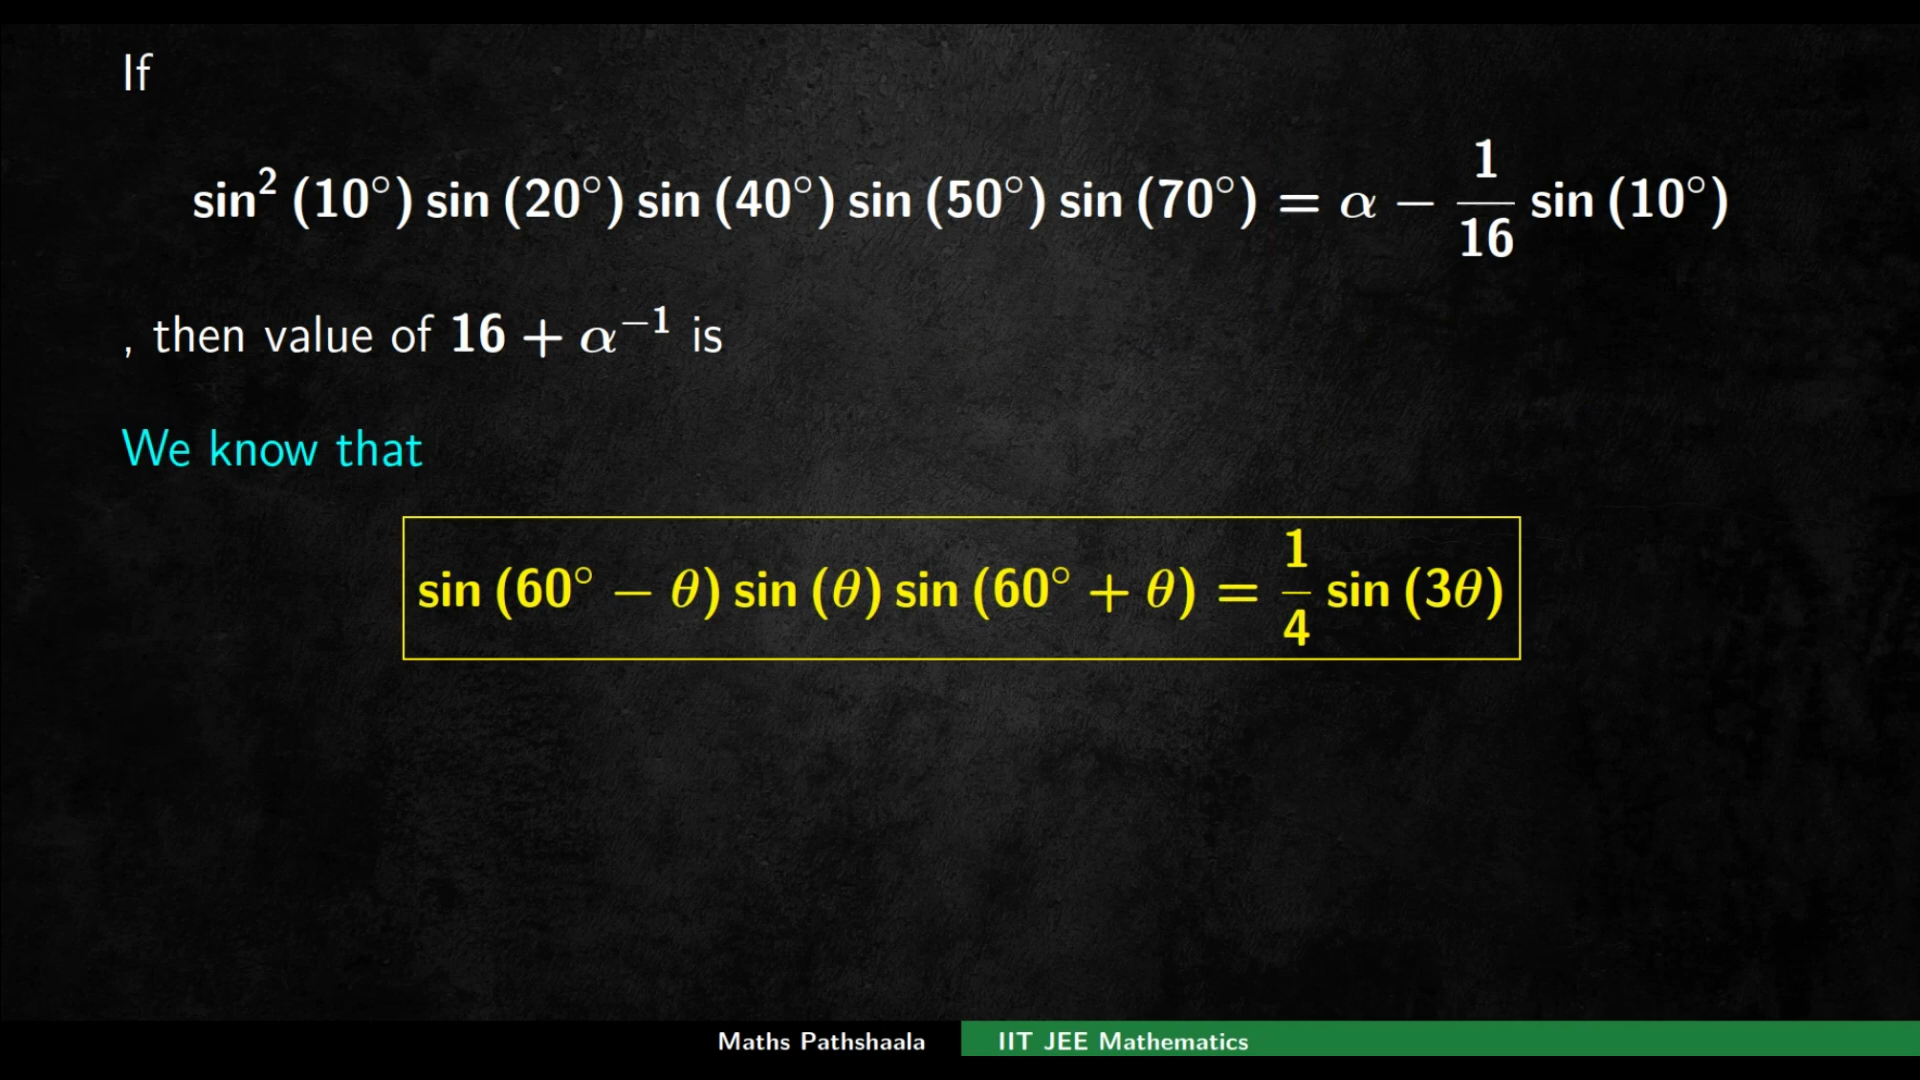 If
sin² (10°) sin (20°) sin (40°) sin (50°) sin (70°) = α − 1/16 sin (10°)
, then value of 16 + α⁻¹ is
We know that
sin (60° − θ) sin (θ) sin (60° + θ) = 1/4 sin (3θ)
Maths Pathshaala IIT JEE Mathematics